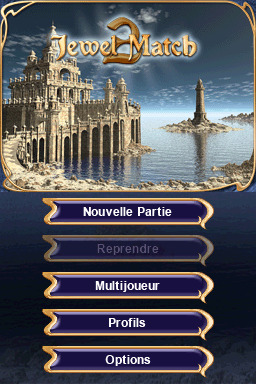 Jewel Match
2
Nouvelle Partie
Reprendre
Multijoueur
Profils
Options